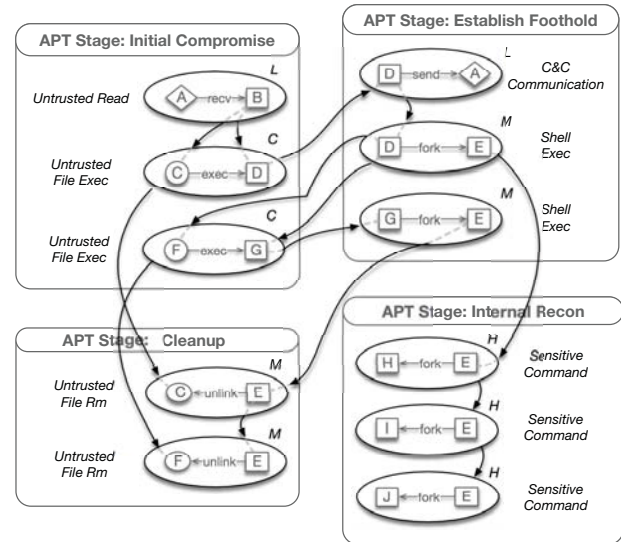 APT Stage: Initial Compromise
L
Untrusted Read
A recv B
C
Untrusted
File Exec
C exec D
C
Untrusted
File Exec
F exec G
APT Stage: Establish Foothold
L
D send A
C&C
Communication
M
D fork E
Shell
Exec
M
G fork E
Shell
Exec
APT Stage: Cleanup
M
Untrusted
File Rm
C unlink E
M
Untrusted
File Rm
F unlink E
APT Stage: Internal Recon
H
H fork E
Sensitive
Command
H
I fork E
Sensitive
Command
H
J fork E
Sensitive
Command